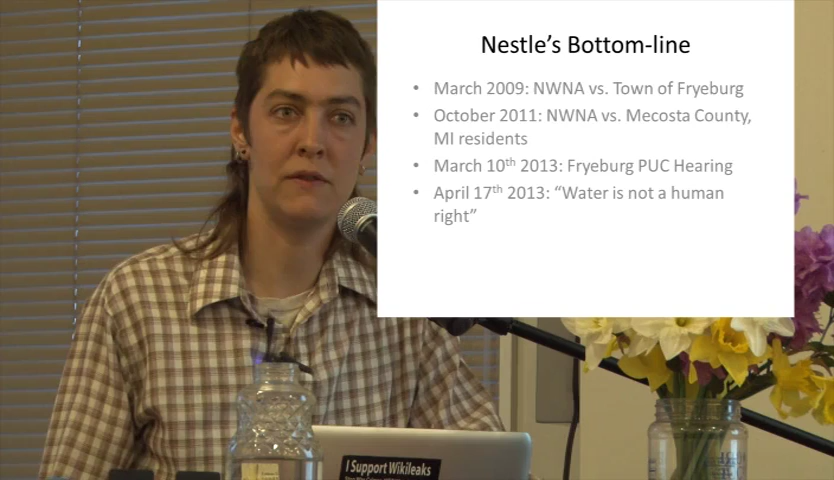 Nestle's Bottom-line
• March 2009: NWNA vs. Town of Fryeburg
• October 2011: NWNA vs. Mecosta County,
MI residents
• March 10th 2013: Fryeburg PUC Hearing
• April 17th 2013: "Water is not a human
right"
I Support Wikileaks